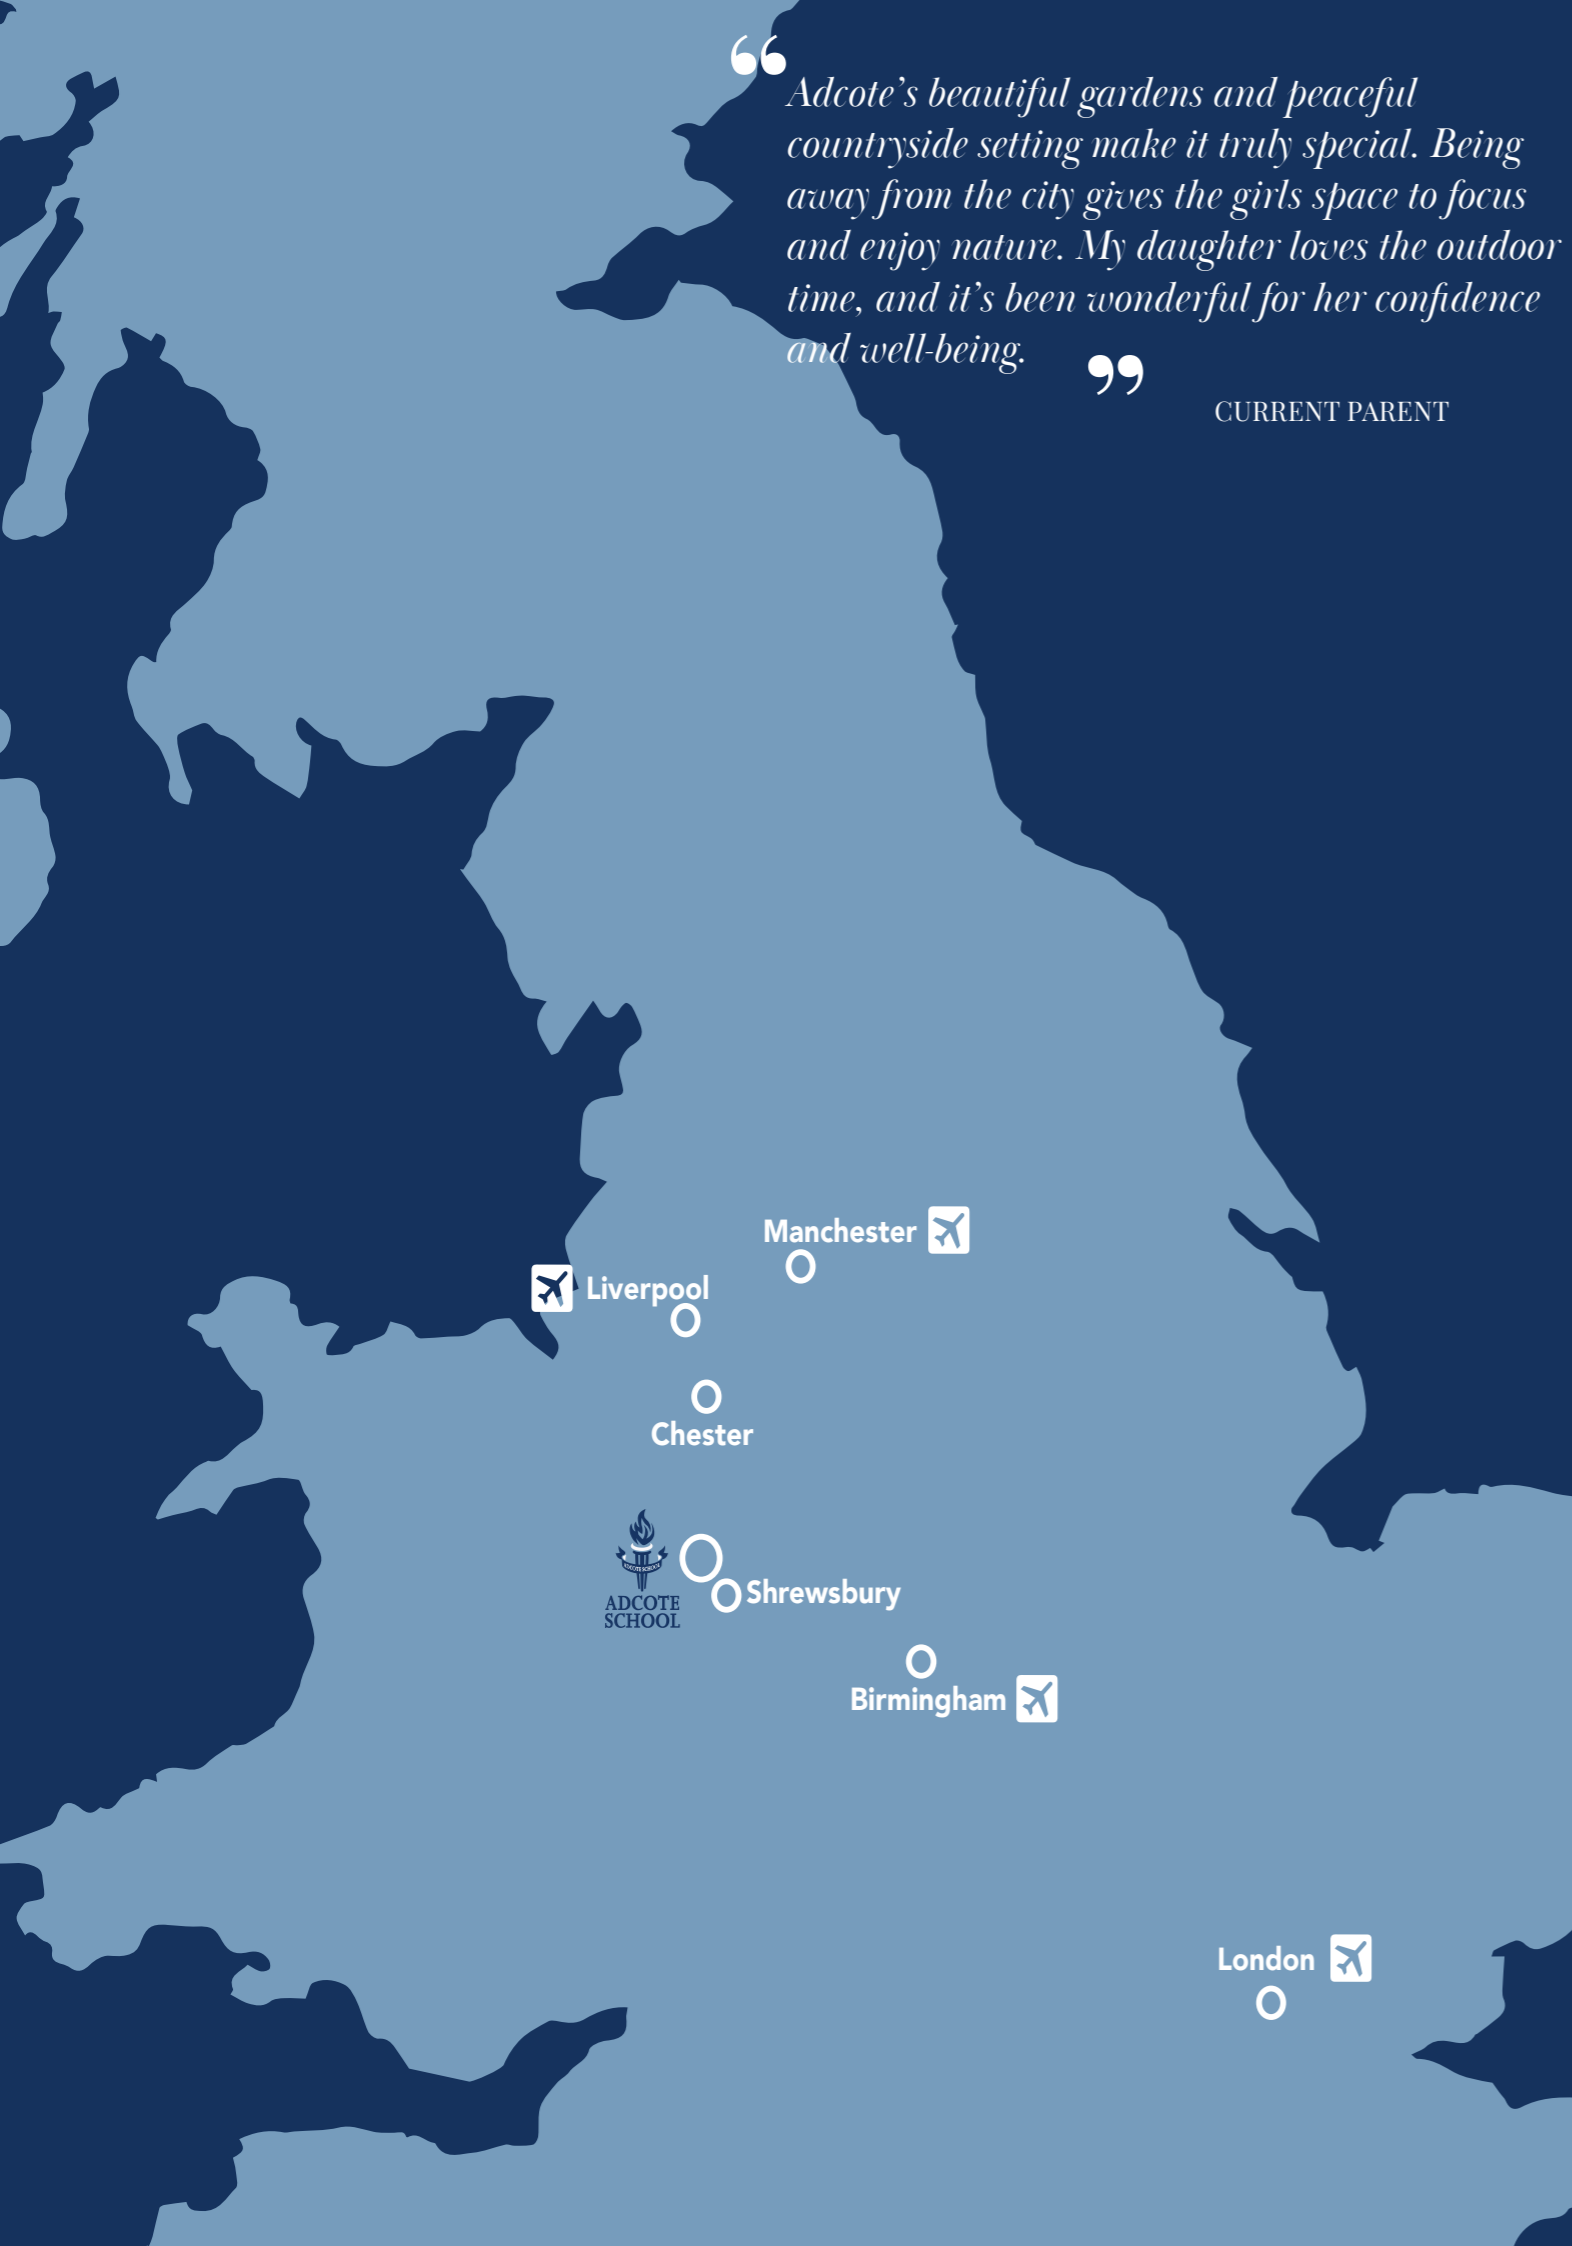 “
Adcote’s beautiful gardens and peaceful
countryside setting make it truly special. Being
away from the city gives the girls space to focus
and enjoy nature. My daughter loves the outdoor
time, and it’s been wonderful for her confidence
and well-being.
”
CURRENT PARENT
Manchester
Liverpool
Chester
ADCOTE SCHOOL
ADCOTE
SCHOOL
Shrewsbury
Birmingham
London